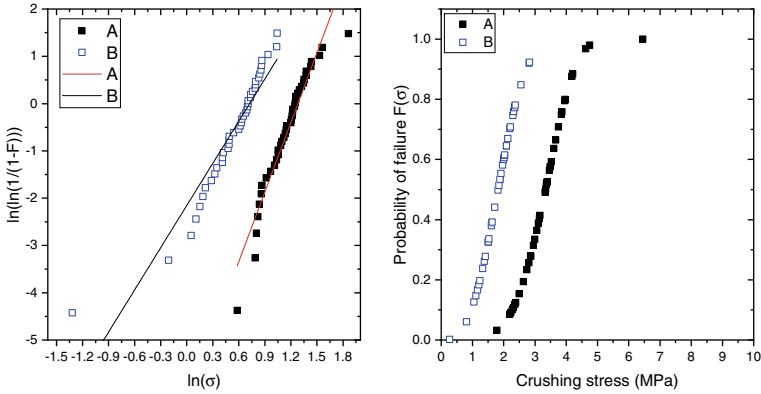 A
B
A
B
2
1
0
-1
-2
-3
-4
-5
ln(ln(1/(1-F)))
-1.5 -1.2 -0.9 -0.6 -0.3 0.0 0.3 0.6 0.9 1.2 1.5 1.8
ln(σ)
A
B
1.0
0.8
0.6
0.4
0.2
0.0
Probability of failure F(σ)
0 1 2 3 4 5 6 7 8 9 10
Crushing stress (MPa)